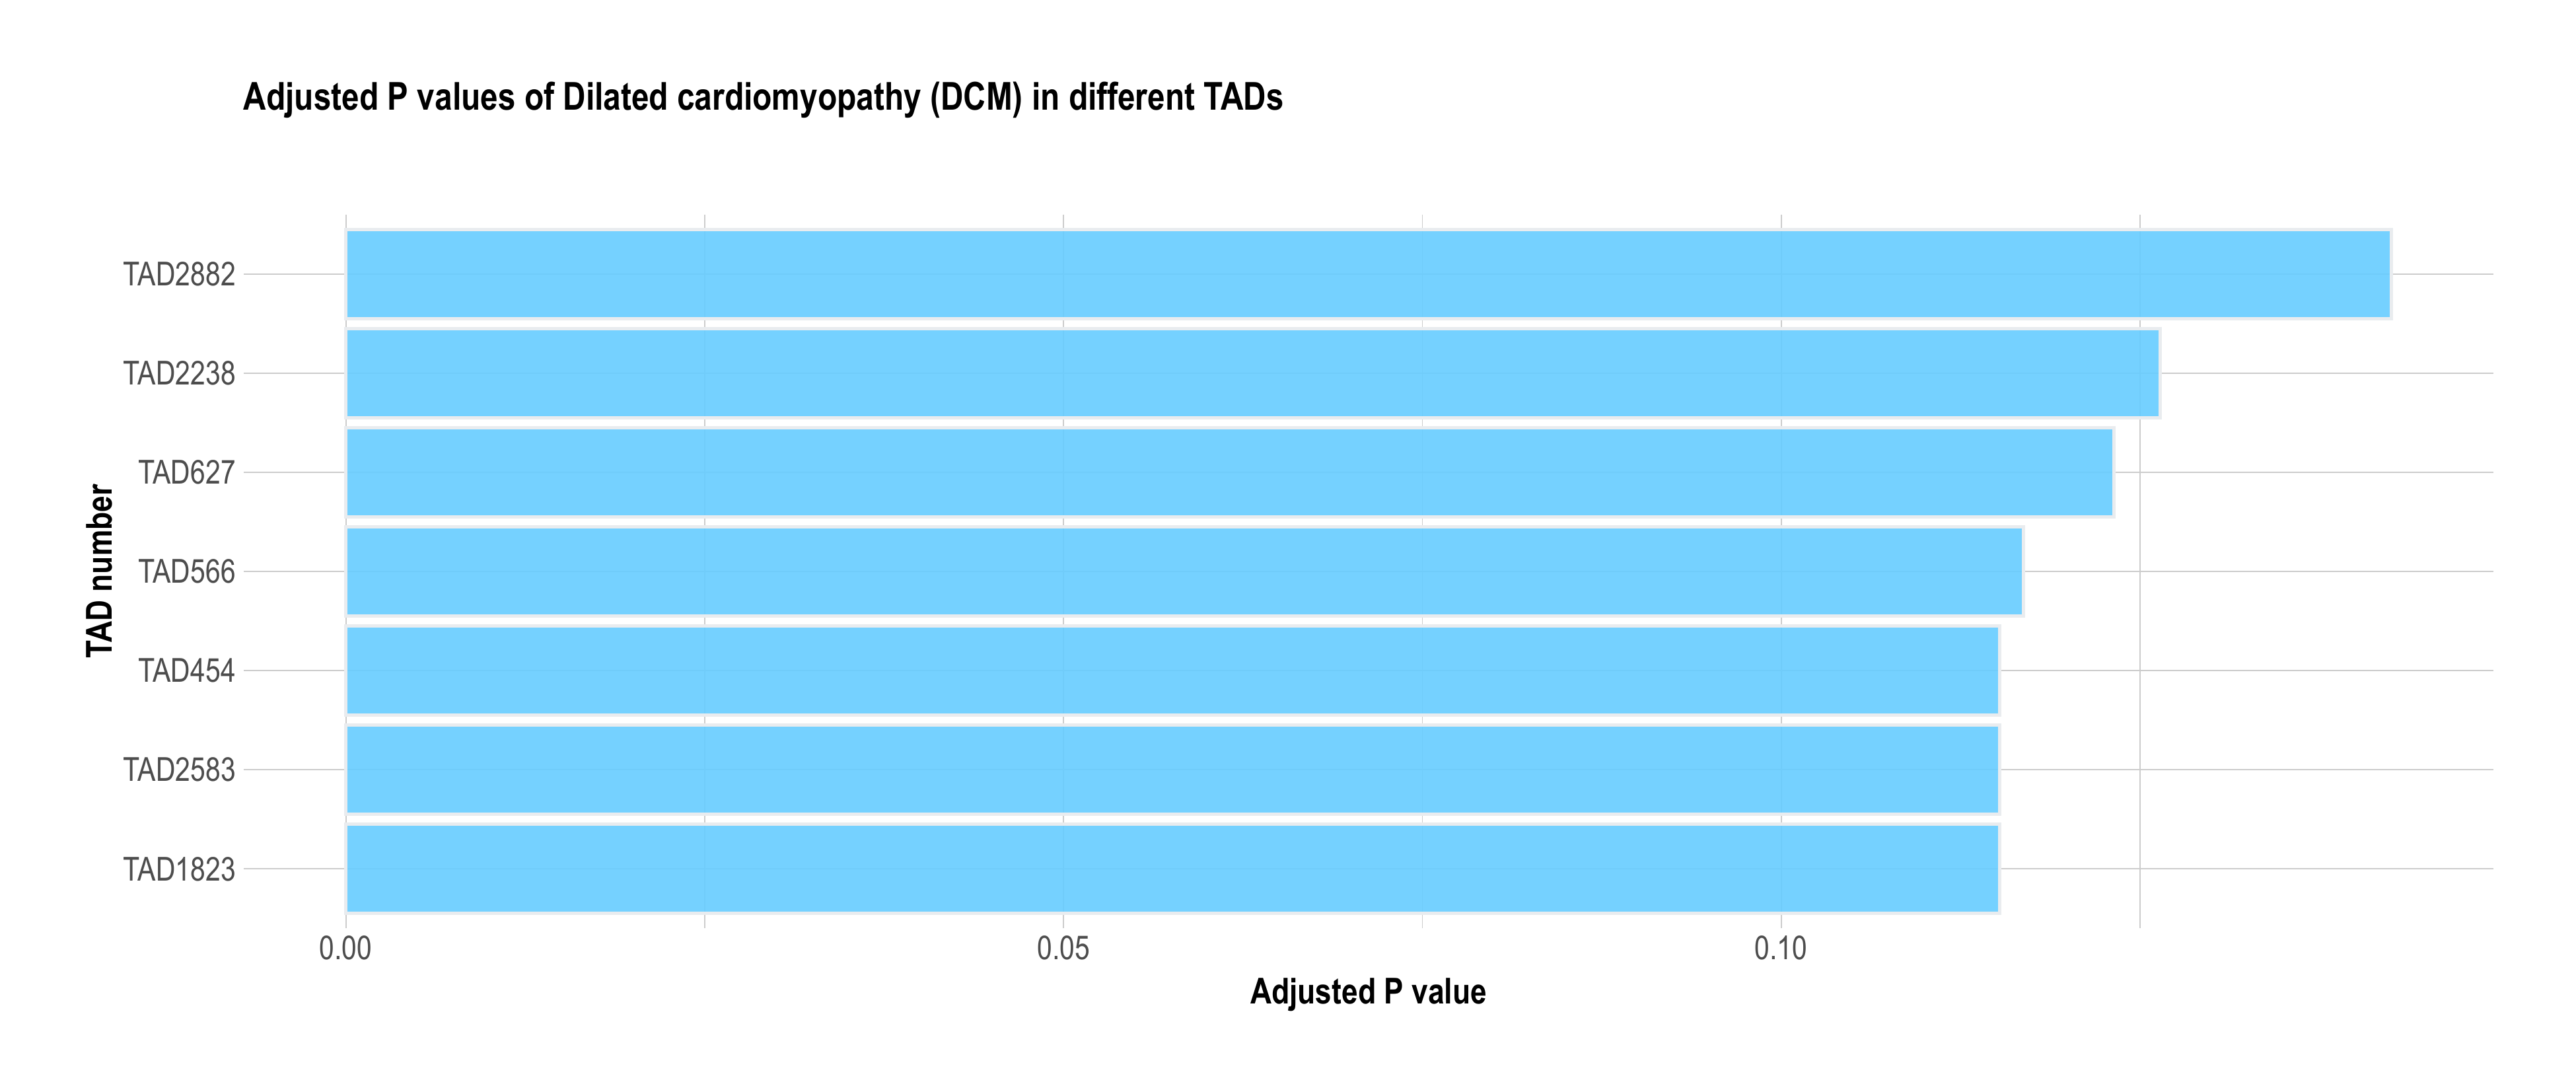 Adjusted P values of Dilated cardiomyopathy (DCM) in different TADs
TAD number
TAD2882
TAD2238
TAD627
TAD566
TAD454
TAD2583
TAD1823
0.00
0.05
0.10
Adjusted P value